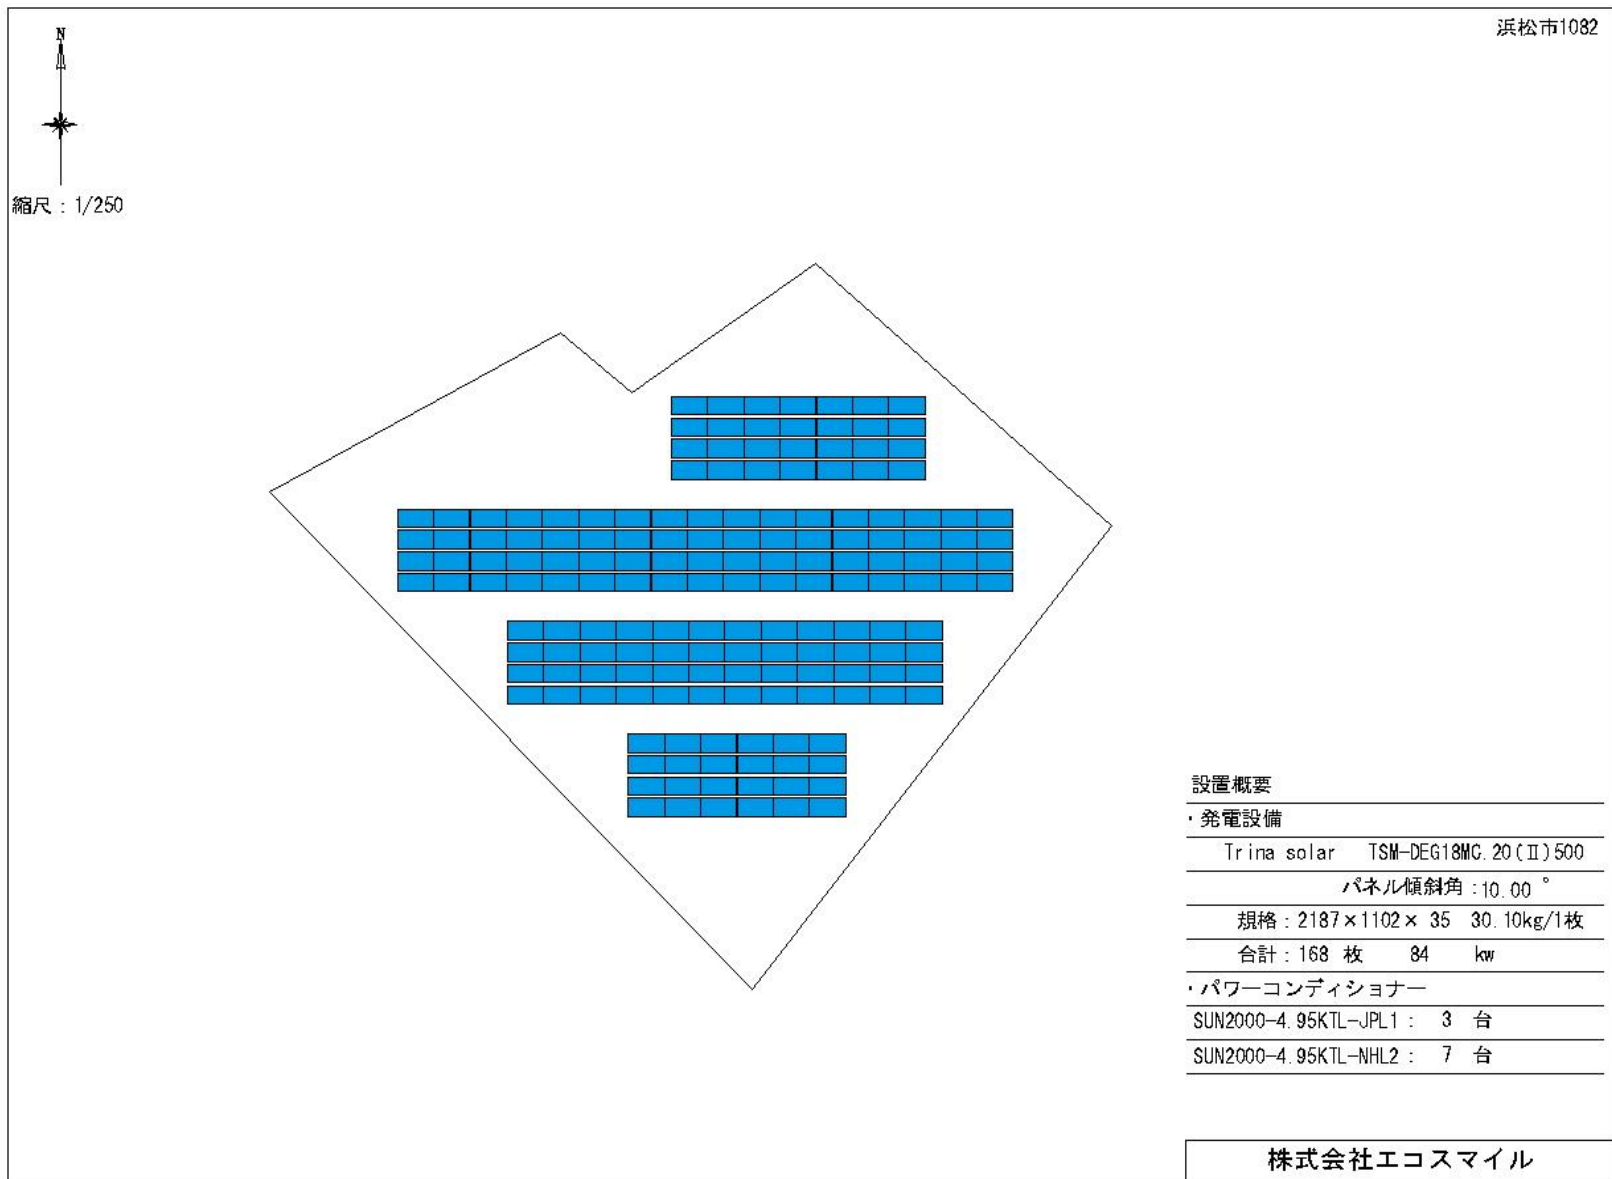 浜松市1082
N
縮尺：1/250
設置概要
・発電設備
Trina solar TSM-DEG18MC.20(Ⅱ)500
パネル傾斜角：10.00°
規格：2187×1102× 35 30.10kg/1枚
合計：168 枚 84 kw
・パワーコンディショナー
SUN2000-4.95KTL-JPL1： 3 台
SUN2000-4.95KTL-NHL2： 7 台
株式会社エコスマイル